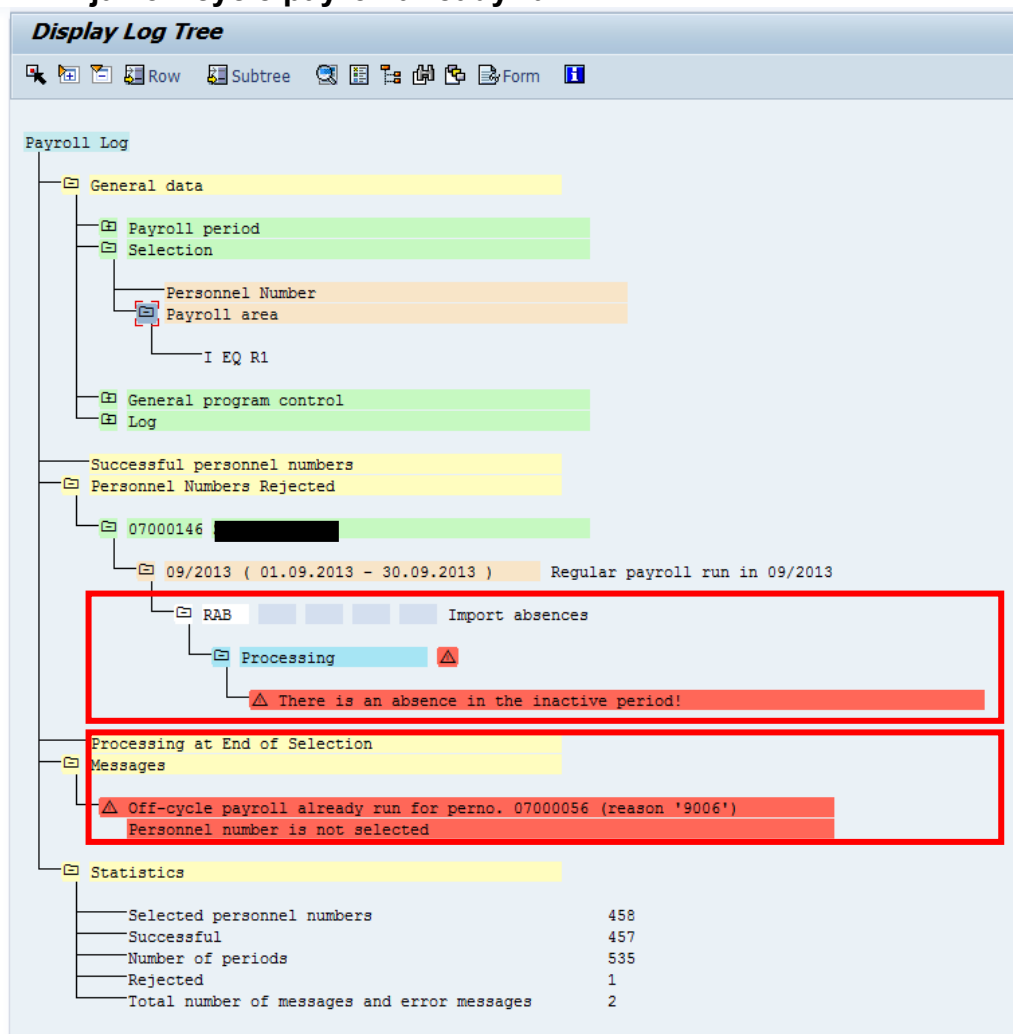 Display Log Tree
Row Subtree Form
Payroll Log
General data
Payroll period
Selection
Personnel Number
Payroll area
I EQ R1
General program control
Log
Successful personnel numbers
Personnel Numbers Rejected
07000146
09/2013 ( 01.09.2013 - 30.09.2013 ) Regular payroll run in 09/2013
RAB Import absences
Processing
There is an absence in the inactive period!
Processing at End of Selection
Messages
Off-cycle payroll already run for perno. 07000056 (reason '9006')
Personnel number is not selected
Statistics
Selected personnel numbers 458
Successful 457
Number of periods 535
Rejected 1
Total number of messages and error messages 2